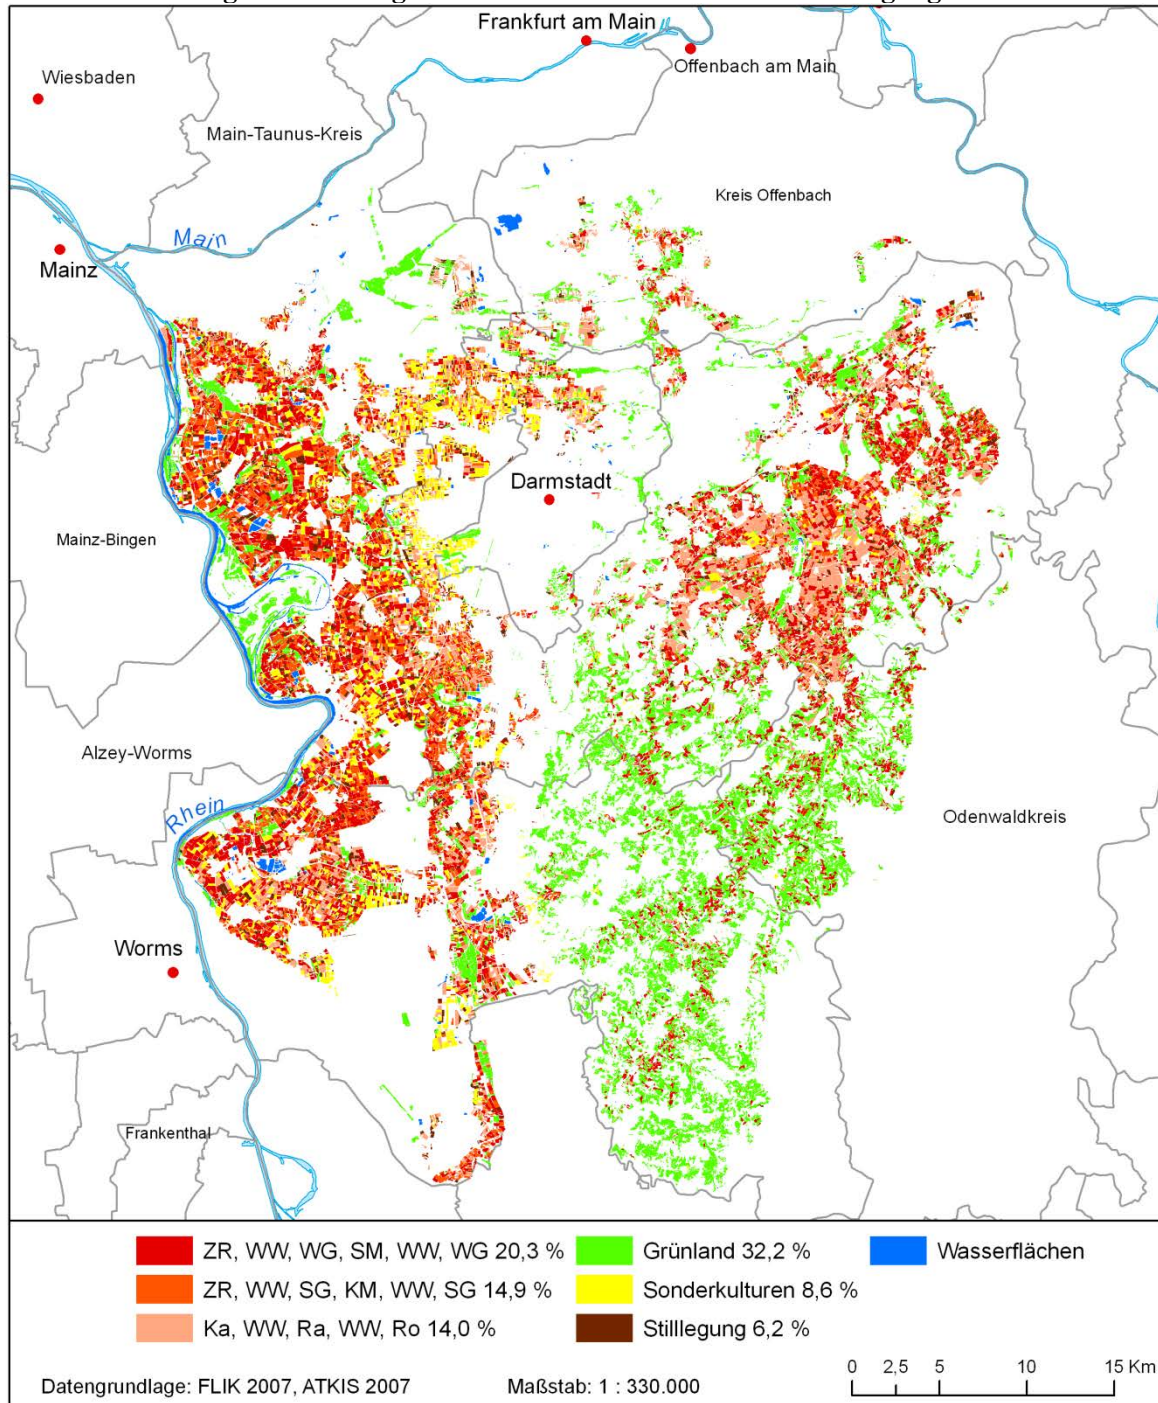 Frankfurt am Main
Offenbach am Main
Wiesbaden
Main-Taunus-Kreis
Kreis Offenbach
Main
Mainz
Darmstadt
Mainz-Bingen
Alzey-Worms
Rhein
Odenwaldkreis
Worms
Frankenthal
ZR, WW, WG, SM, WW, WG 20,3 %
Grünland 32,2 %
Wasserflächen
ZR, WW, SG, KM, WW, SG 14,9 %
Sonderkulturen 8,6 %
Ka, WW, Ra, WW, Ro 14,0 %
Stilllegung 6,2 %
0 2,5 5 10 15 Km
Datengrundlage: FLIK 2007, ATKIS 2007
Maßstab: 1 : 330.000